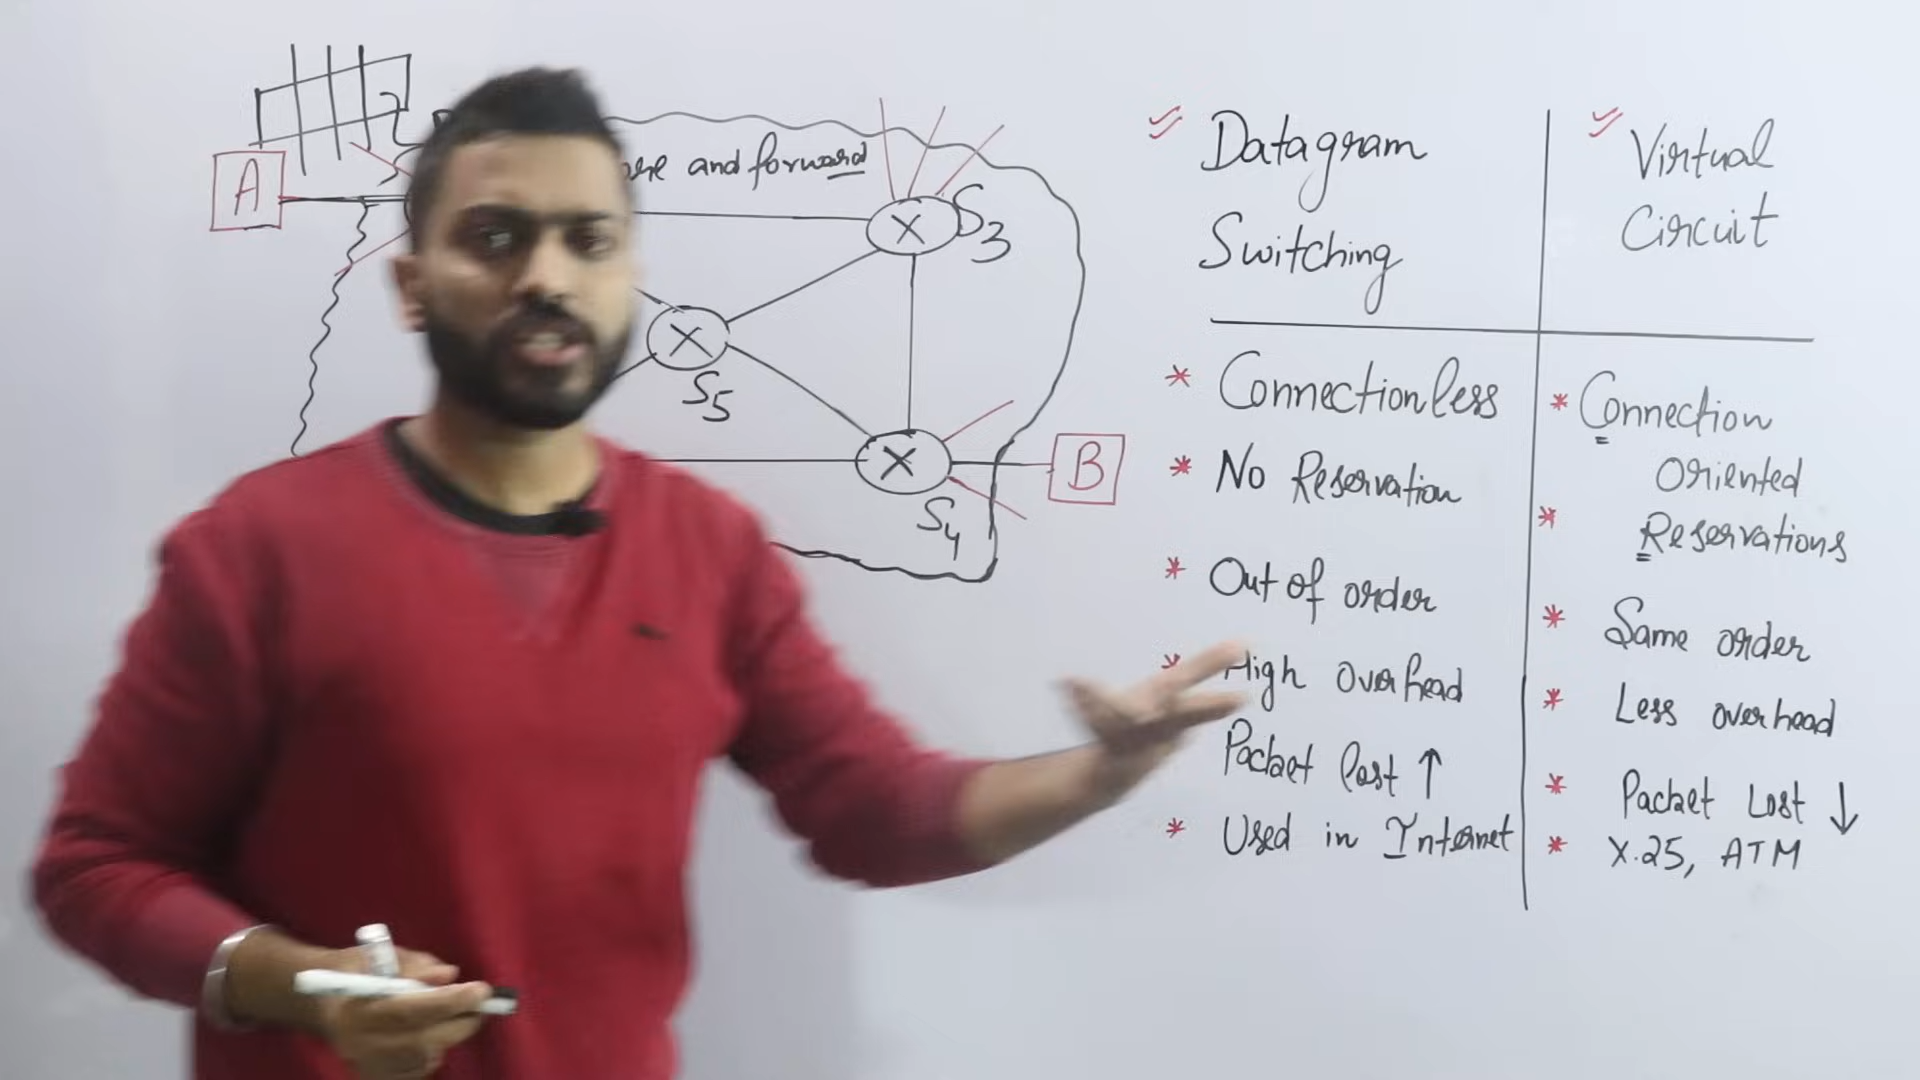 A
and forward
S3
S5
B
S4
Datagram
Switching
Connectionless
No Reservation
Out of order
High overhead
Packet lost ↑
Used in Internet
Virtual
Circuit
Connection
Oriented
Reservations
Same order
Less overhead
Packet Lost ↓
X.25, ATM